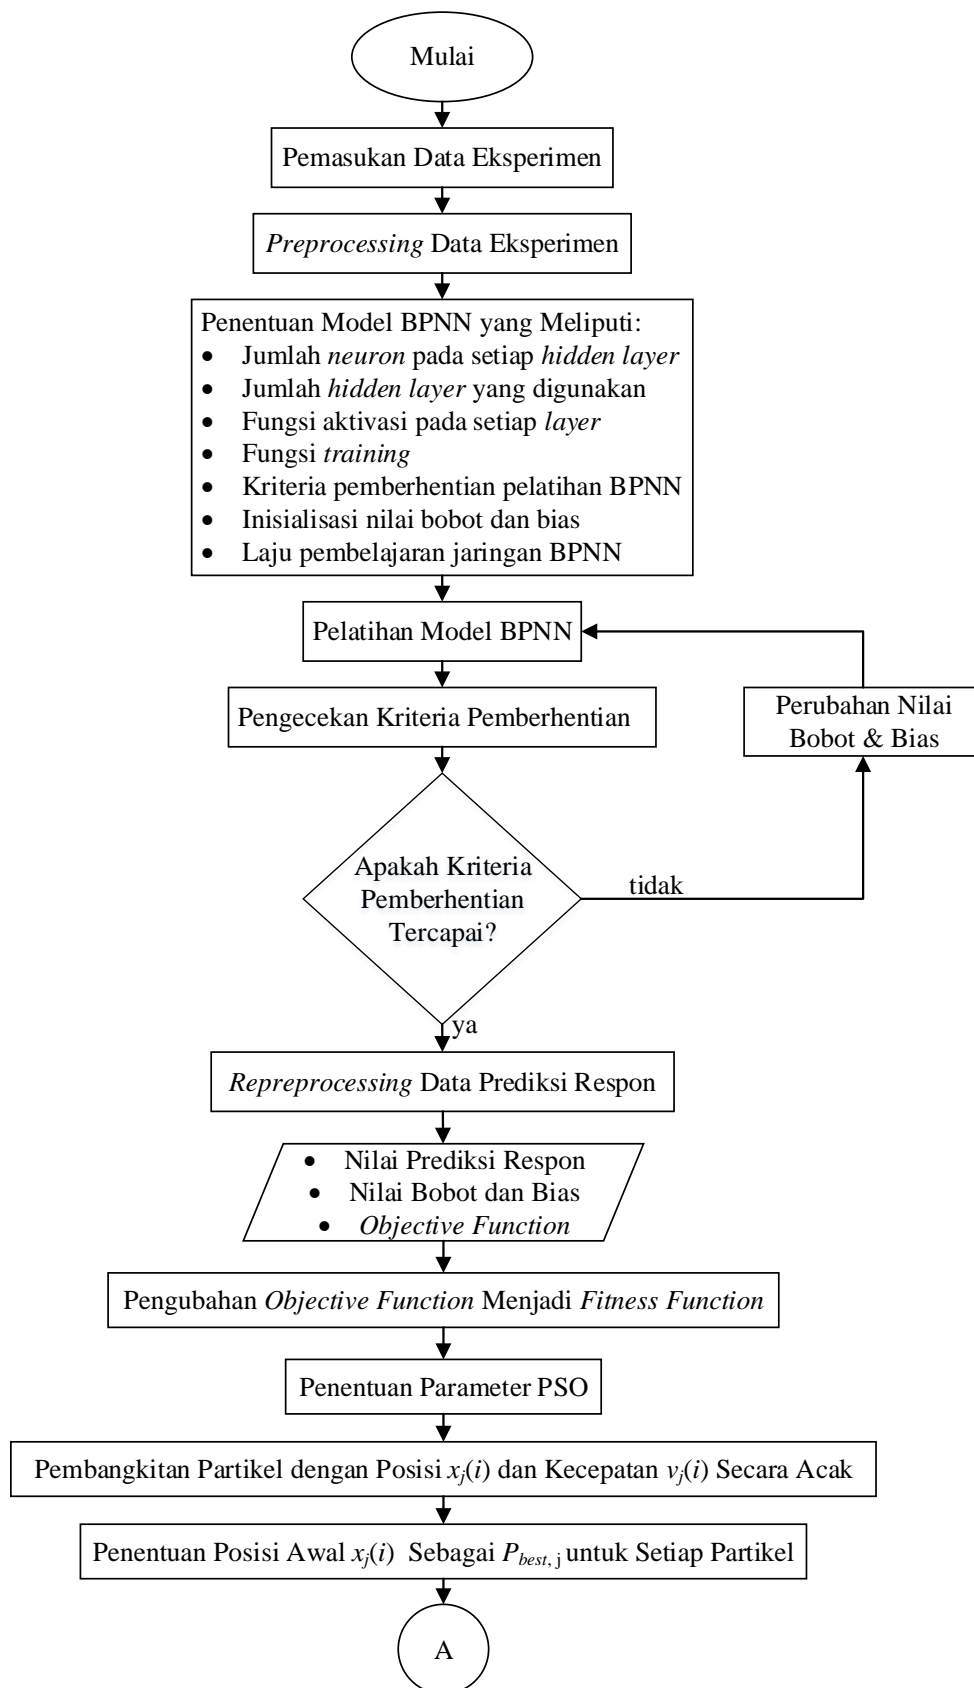 Mulai
Pemasukan Data Eksperimen
Preprocessing Data Eksperimen
Penentuan Model BPNN yang Meliputi:
• Jumlah neuron pada setiap hidden layer
• Jumlah hidden layer yang digunakan
• Fungsi aktivasi pada setiap layer
• Fungsi training
• Kriteria pemberhentian pelatihan BPNN
• Inisialisasi nilai bobot dan bias
• Laju pembelajaran jaringan BPNN
Pelatihan Model BPNN
Pengecekan Kriteria Pemberhentian
Perubahan Nilai
Bobot & Bias
Apakah Kriteria
Pemberhentian
Tercapai?
tidak
ya
Repreprocessing Data Prediksi Respon
• Nilai Prediksi Respon
• Nilai Bobot dan Bias
• Objective Function
Pengubahan Objective Function Menjadi Fitness Function
Penentuan Parameter PSO
Pembangkitan Partikel dengan Posisi xj(i) dan Kecepatan vj(i) Secara Acak
Penentuan Posisi Awal xj(i) Sebagai Pbest, j untuk Setiap Partikel
A